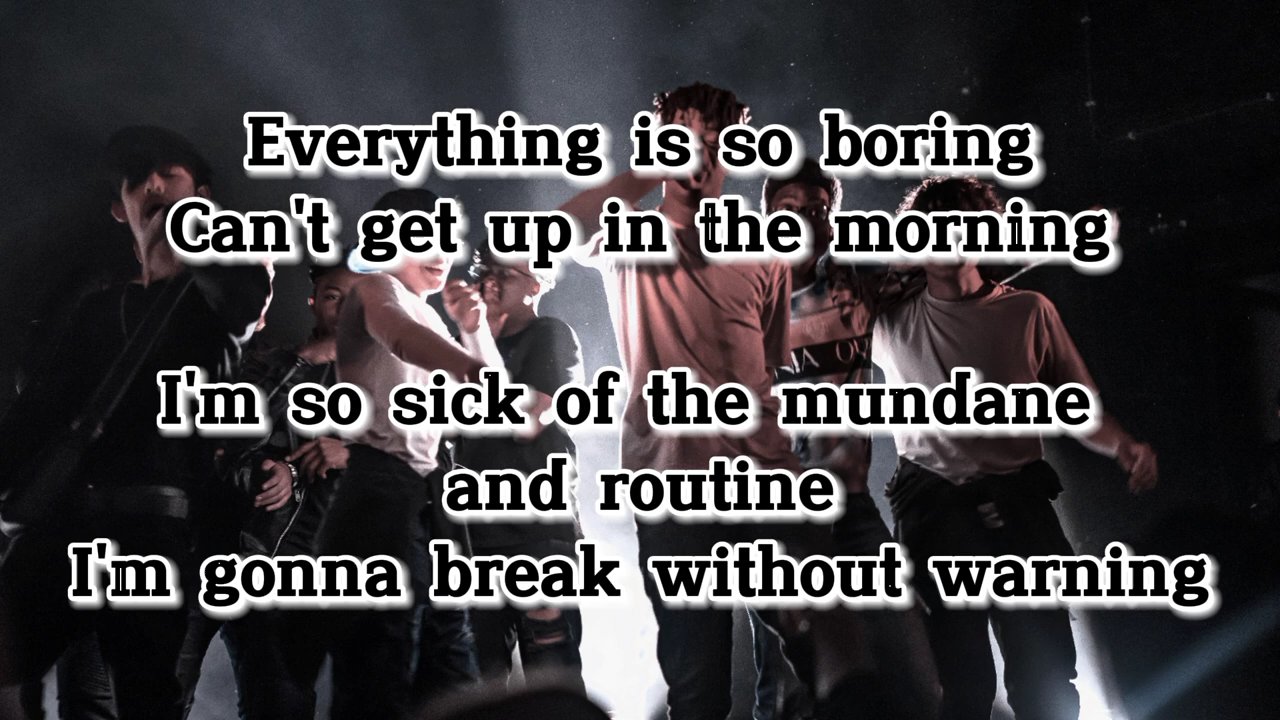 Everything is so boring
Can't get up in the morning
I'm so sick of the mundane
and routine
I'm gonna break without warning